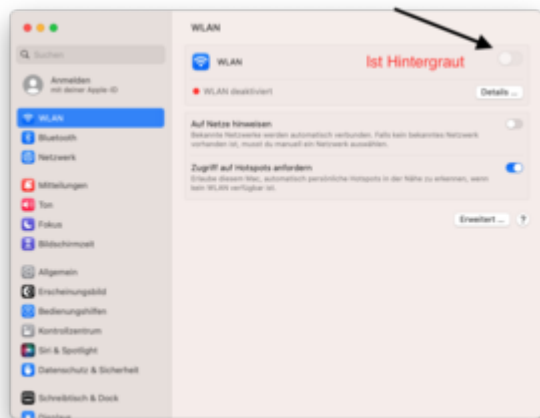 WLAN
Suchen
WLAN
Ist Hintergraut
Anmelden
mit deiner Apple-ID
WLAN deaktiviert
Details ...
WLAN
Bluetooth
Netzwerk
Auf Netze hinweisen
Bekannte Netzwerke werden automatisch verbunden. Falls kein bekanntes Netzwerk
vorhanden ist, musst du manuell ein Netzwerk auswählen.
Zugriff auf Hotspots anfordern
Erlaube diesem Mac, automatisch persönliche Hotspots in der Nähe zu erkennen, wenn
kein WLAN verfügbar ist.
Erweitert ...
?
Mitteilungen
Ton
Fokus
Bildschirmzeit
Allgemein
Erscheinungsbild
Bedienungshilfen
Kontrollzentrum
Siri & Spotlight
Datenschutz & Sicherheit
Schreibtisch & Dock
Displays